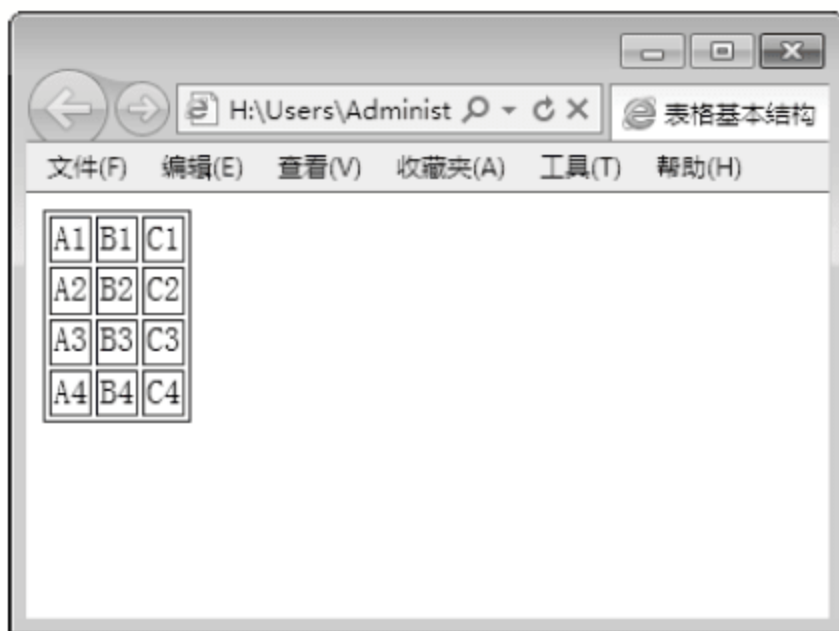 H:\Users\Administ
表格基本结构
文件(F) 编辑(E) 查看(V) 收藏夹(A) 工具(T) 帮助(H)
A1 B1 C1
A2 B2 C2
A3 B3 C3
A4 B4 C4